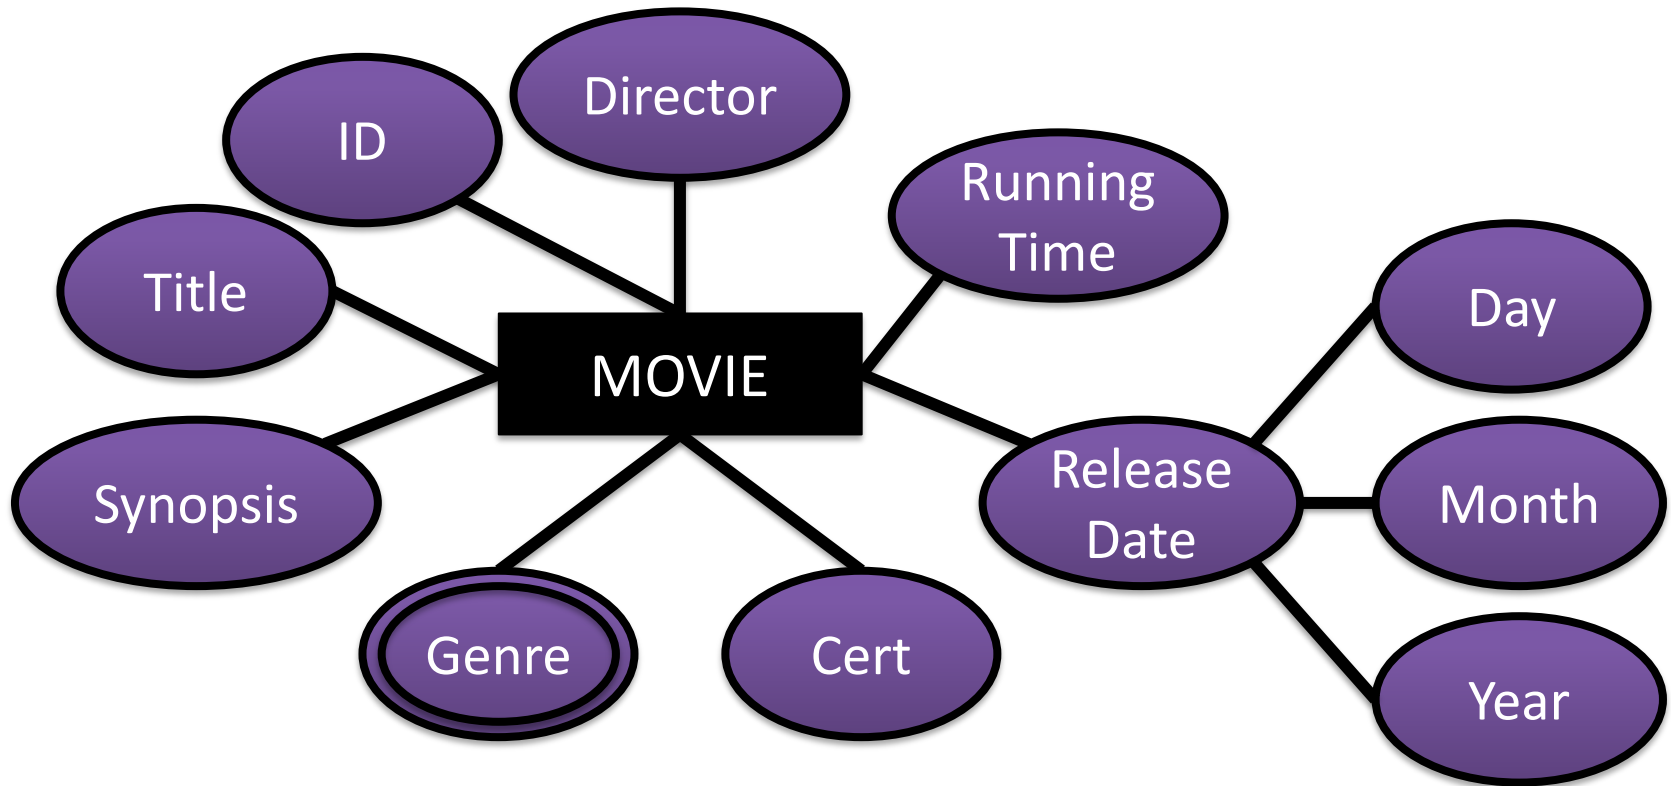 Director
ID
Running
Time
Title
Day
MOVIE
Release
Date
Synopsis
Month
Genre
Cert
Year